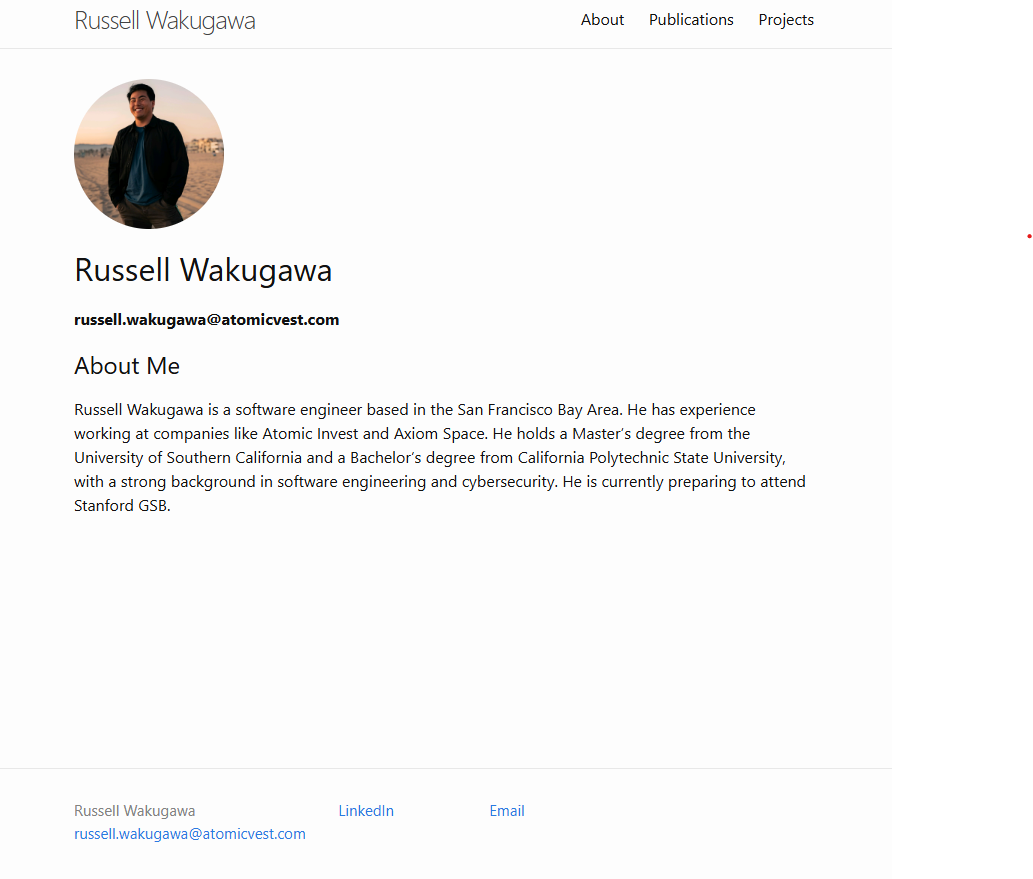 Russell Wakugawa
About Publications Projects
Russell Wakugawa
russell.wakugawa@atomicvest.com
About Me
Russell Wakugawa is a software engineer based in the San Francisco Bay Area. He has experience
working at companies like Atomic Invest and Axiom Space. He holds a Master's degree from the
University of Southern California and a Bachelor's degree from California Polytechnic State University,
with a strong background in software engineering and cybersecurity. He is currently preparing to attend
Stanford GSB.
Russell Wakugawa
russell.wakugawa@atomicvest.com
LinkedIn
Email